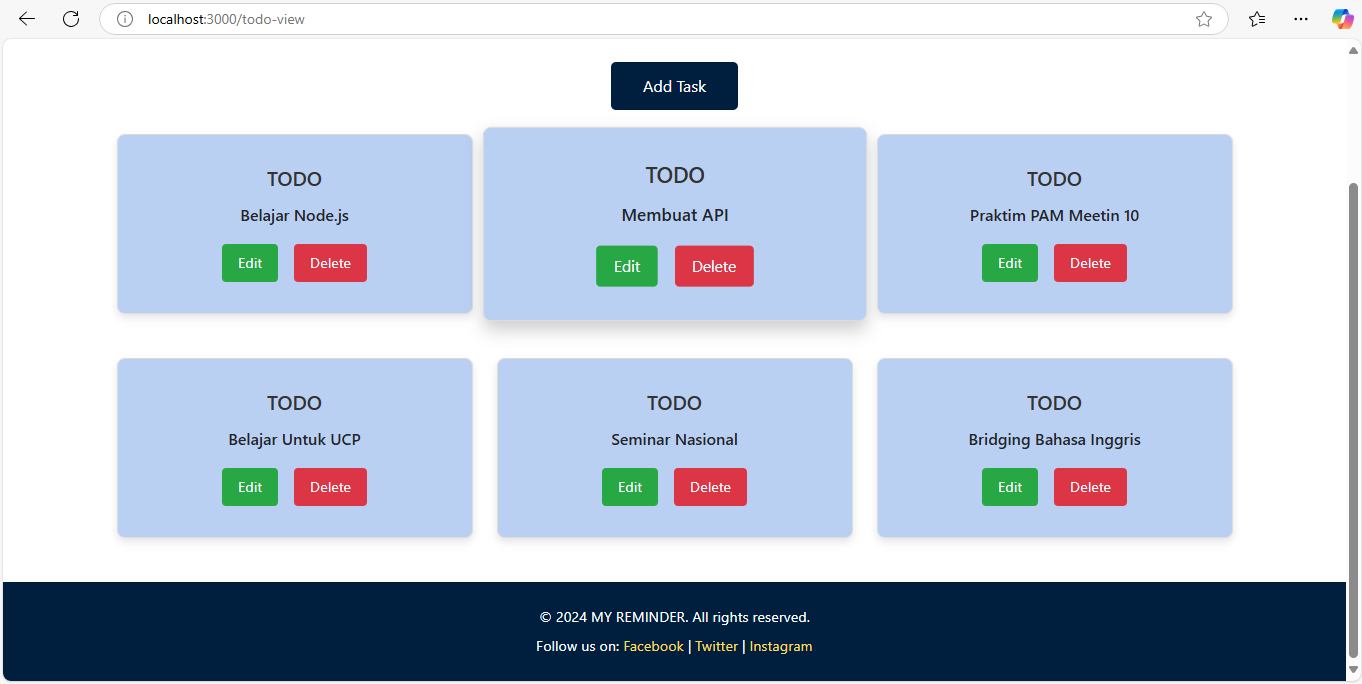 localhost:3000/todo-view
Add Task
TODO
Belajar Node.js
Edit Delete
TODO
Membuat API
Edit Delete
TODO
Praktim PAM Meetin 10
Edit Delete
TODO
Belajar Untuk UCP
Edit Delete
TODO
Seminar Nasional
Edit Delete
TODO
Bridging Bahasa Inggris
Edit Delete
© 2024 MY REMINDER. All rights reserved.
Follow us on: Facebook | Twitter | Instagram